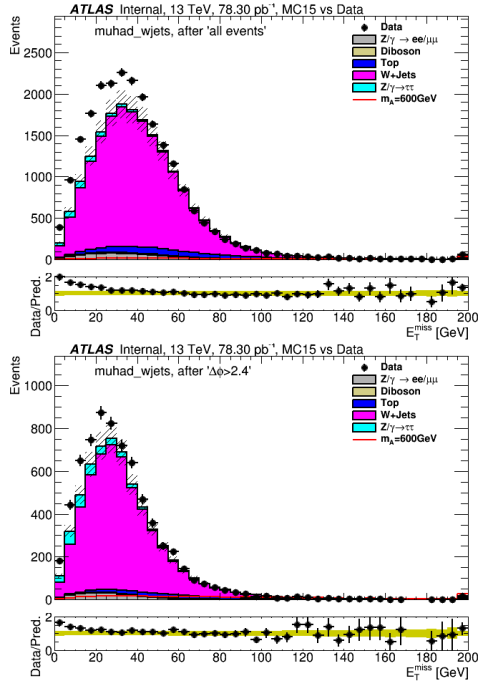 ATLAS Internal, 13 TeV, 78.30 pb⁻¹, MC15 vs Data
muhad_wjets, after 'all events'
Data
Z/γ → ee/μμ
Diboson
Top
W+Jets
Z/γ→ττ
m_A=600GeV
Events
2500
2000
1500
1000
500
0
Data/Pred.
2
1
0
0 20 40 60 80 100 120 140 160 180 200
E_T^miss [GeV]
ATLAS Internal, 13 TeV, 78.30 pb⁻¹, MC15 vs Data
muhad_wjets, after 'Δϕ>2.4'
Data
Z/γ → ee/μμ
Diboson
Top
W+Jets
Z/γ→ττ
m_A=600GeV
Events
1000
800
600
400
200
0
Data/Pred.
2
1
0
0 20 40 60 80 100 120 140 160 180 200
E_T^miss [GeV]